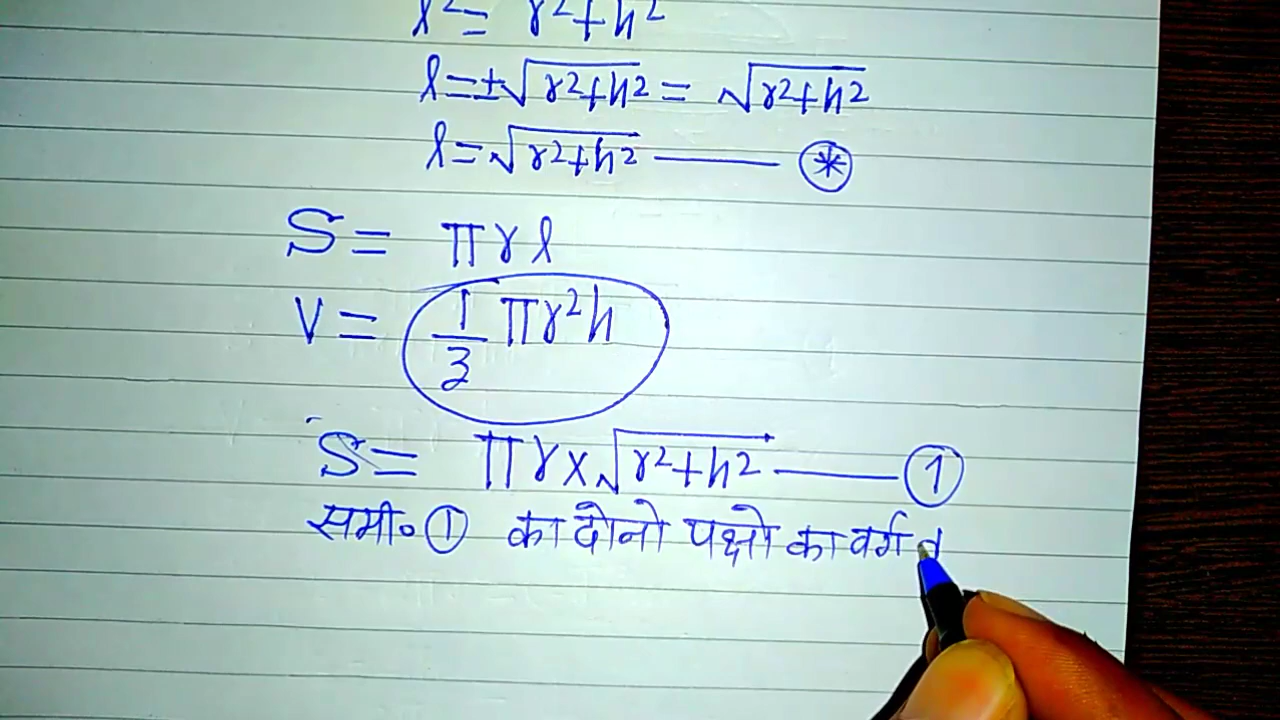 l²= r²+h²
l=±√r²+h² = √r²+h²
l=√r²+h² —— ⊛
S= πrl
V= 1/3 πr²h
S= πr×√r²+h² —— ①
समी॰ ① का दोनो पक्षो का वर्ग